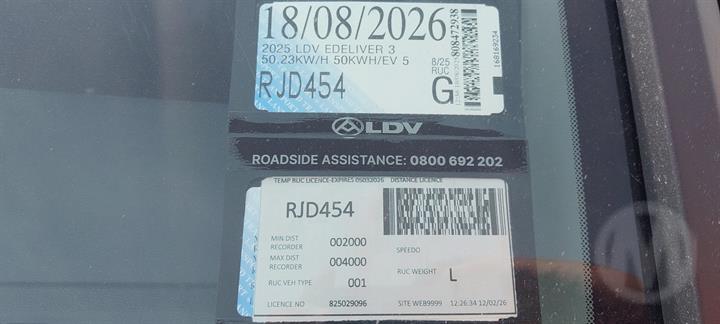 18/08/2026
2025 LDV EDELIVER 3
50.23KW/H 50KWH/EV 5
8/25
RUC
RJD454
G
808472938
168169234
LDV
ROADSIDE ASSISTANCE: 0800 692 202
TEMP RUC LICENCE-EXPIRES 05032026 DISTANCE LICENCE
RJD454
MIN DIST RECORDER 002000
SPEEDO
MAX DIST RECORDER 004000
RUC WEIGHT L
RUC VEH TYPE 001
LICENCE NO 825029096 SITE WEB9999 12:26:34 12/02/26